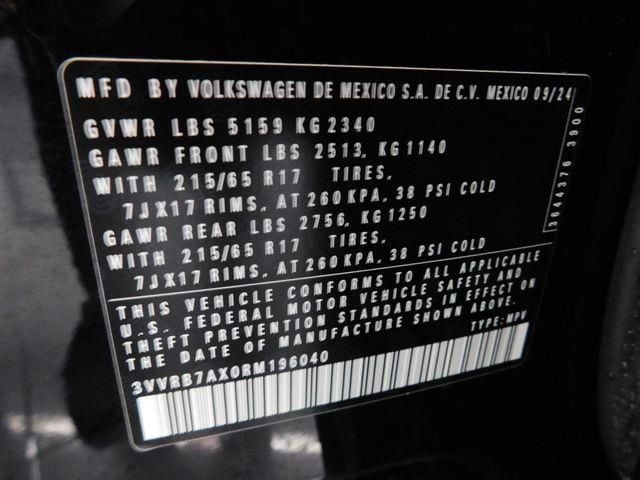 MFD BY VOLKSWAGEN DE MEXICO S.A. DE C.V. MEXICO 09/24
GVWR LBS 5159 KG 2340
GAWR FRONT LBS 2513, KG 1140
WITH 215/65 R17 TIRES,
7JX17 RIMS, AT 260 KPA, 38 PSI COLD
GAWR REAR LBS 2756, KG 1250
WITH 215/65 R17 TIRES,
7JX17 RIMS, AT 260 KPA, 38 PSI COLD
3644376 3900
THIS VEHICLE CONFORMS TO ALL APPLICABLE
U.S. FEDERAL MOTOR VEHICLE SAFETY AND
THEFT PREVENTION STANDARDS IN EFFECT ON
THE DATE OF MANUFACTURE SHOWN ABOVE.
3VVRB7AX0RM196040 TYPE: MPV